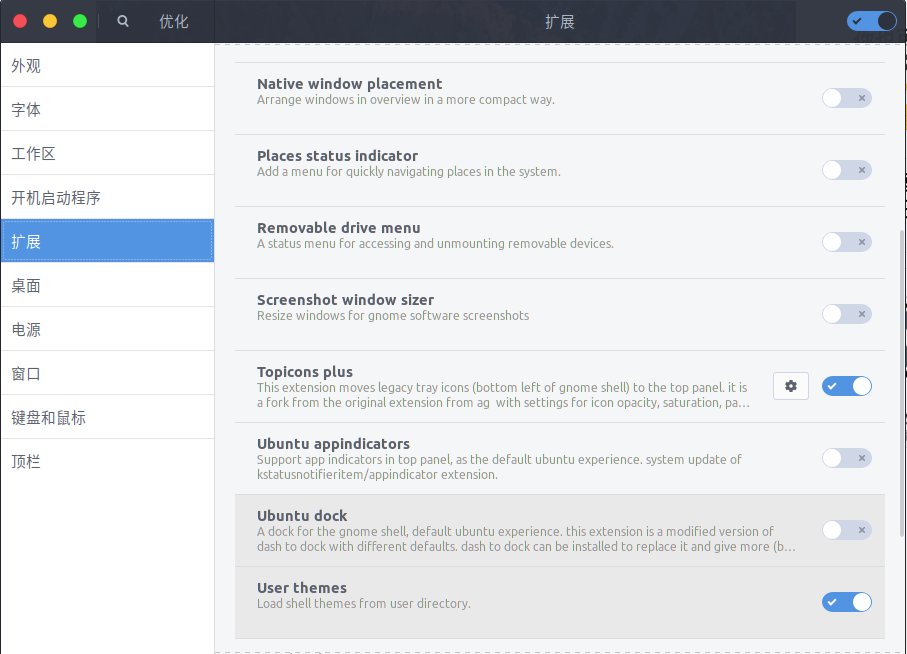 优化
扩展
外观
字体
工作区
开机启动程序
扩展
桌面
电源
窗口
键盘和鼠标
顶栏
Native window placement
Arrange windows in overview in a more compact way.
Places status indicator
Add a menu for quickly navigating places in the system.
Removable drive menu
A status menu for accessing and unmounting removable devices.
Screenshot window sizer
Resize windows for gnome software screenshots
Topicons plus
This extension moves legacy tray icons (bottom left of gnome shell) to the top panel. it is
a fork from the original extension from ag with settings for icon opacity, saturation, pa…
Ubuntu appindicators
Support app indicators in top panel, as the default ubuntu experience. system update of
kstatusnotifieritem/appindicator extension.
Ubuntu dock
A dock for the gnome shell, default ubuntu experience. this extension is a modified version of
dash to dock with different defaults. dash to dock can be installed to replace it and give more (b…
User themes
Load shell themes from user directory.